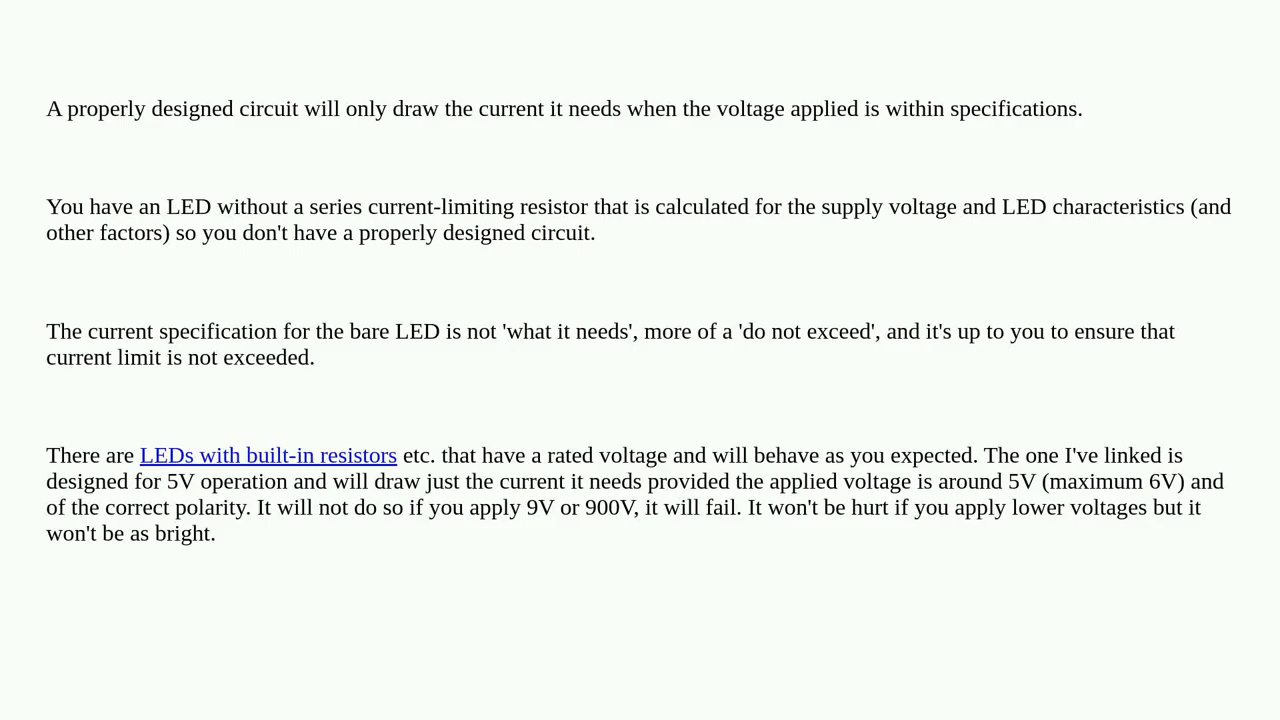 A properly designed circuit will only draw the current it needs when the voltage applied is within specifications.
You have an LED without a series current-limiting resistor that is calculated for the supply voltage and LED characteristics (and
other factors) so you don't have a properly designed circuit.
The current specification for the bare LED is not 'what it needs', more of a 'do not exceed', and it's up to you to ensure that
current limit is not exceeded.
There are LEDs with built-in resistors etc. that have a rated voltage and will behave as you expected. The one I've linked is
designed for 5V operation and will draw just the current it needs provided the applied voltage is around 5V (maximum 6V) and
of the correct polarity. It will not do so if you apply 9V or 900V, it will fail. It won't be hurt if you apply lower voltages but it
won't be as bright.